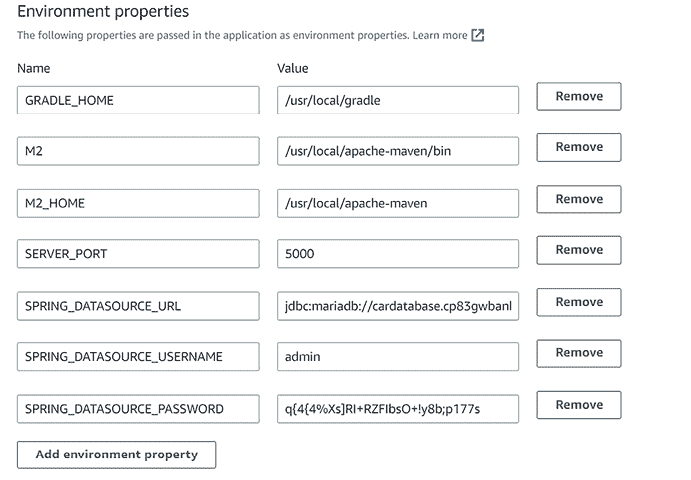 Environment properties
The following properties are passed in the application as environment properties. Learn more
Name Value
GRADLE_HOME /usr/local/gradle Remove
M2 /usr/local/apache-maven/bin Remove
M2_HOME /usr/local/apache-maven Remove
SERVER_PORT 5000 Remove
SPRING_DATASOURCE_URL jdbc:mariadb://cardatabase.cp83gwbanl Remove
SPRING_DATASOURCE_USERNAME admin Remove
SPRING_DATASOURCE_PASSWORD q{4{4%Xs]RI+RZFIbsO+!y8b;p177s Remove
Add environment property